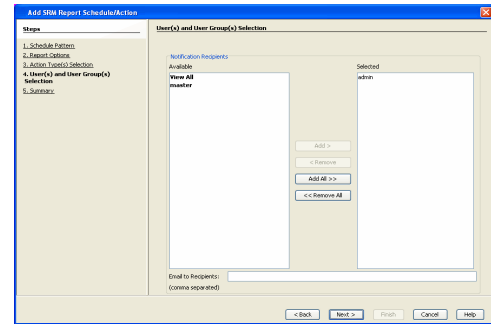 Add SRM Report Schedule/Action
Steps
1. Schedule Pattern
2. Report Options
3. Action Type(s) Selection
4. User(s) and User Group(s)
Selection
5. Summary
User(s) and User Group(s) Selection
Notification Recipients
Available
Selected
View All
master
admin
Add >
< Remove
Add All >>
<< Remove All
Email to Recipients:
(comma separated)
< Back
Next >
Finish
Cancel
Help